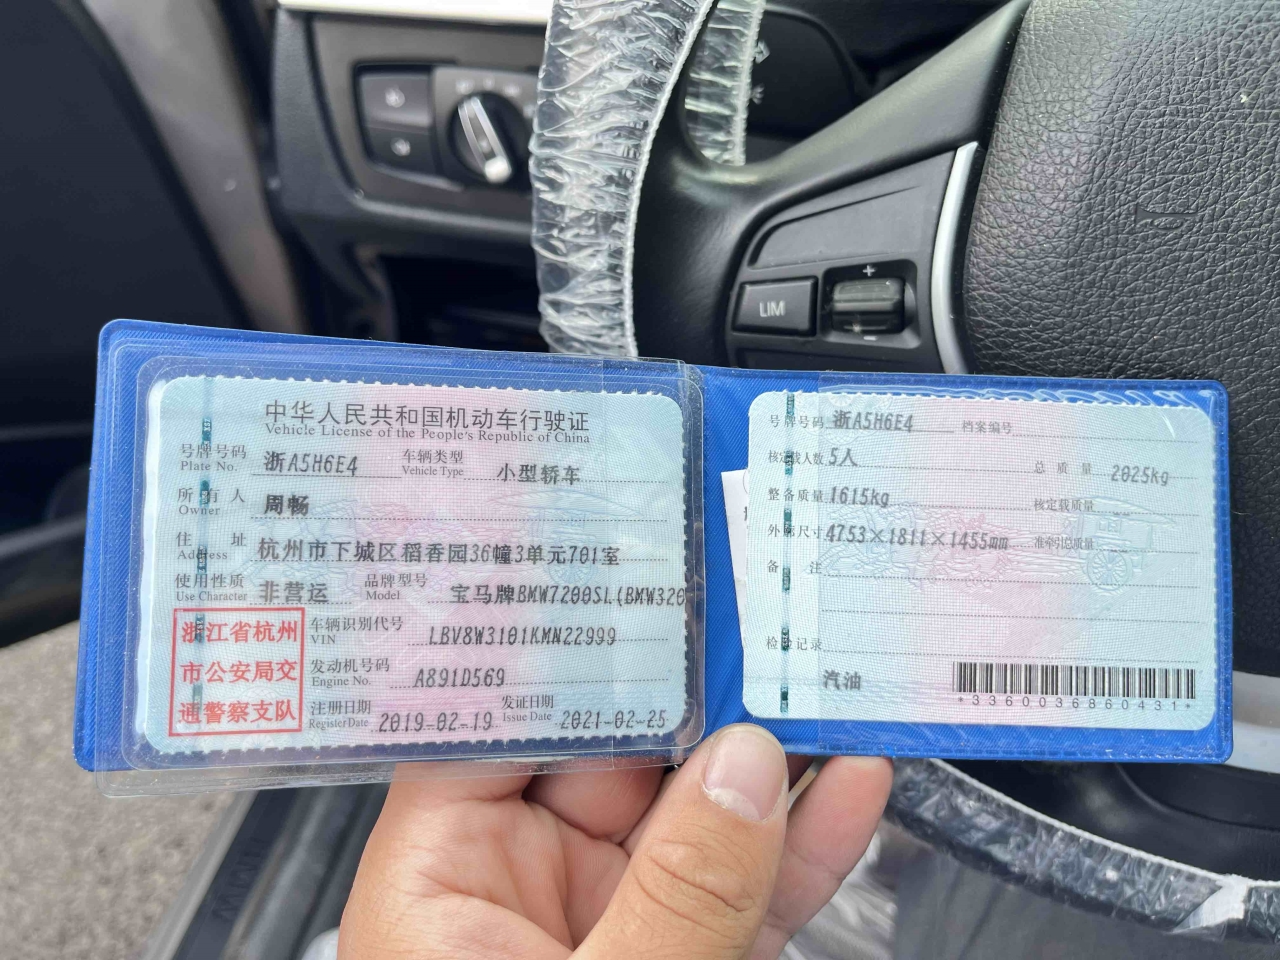 LIM
+
−
中华人民共和国机动车行驶证
Vehicle License of the People's Republic of China
号牌号码 浙A5H6E4 车辆类型 小型轿车
Plate No. Vehicle Type
所有人 周畅
Owner
住址 杭州市下城区稻香园36幢3单元701室
Address
使用性质 非营运 品牌型号 宝马牌BMW7200SL(BMW320
Use Character Model
浙江省杭州
市公安局交
通警察支队
车辆识别代号 LBV8W3101KMN22999
VIN
发动机号码 A891D569
Engine No.
注册日期 2019-02-19 发证日期 2021-02-25
Register Date Issue Date
号牌号码 浙A5H6E4 档案编号
核定载人数 5人 总质量 2025kg
整备质量 1615kg 核定载质量 --
外廓尺寸 4753×1811×1455mm 准牵引总质量 --
备注
检验记录
汽油
*3360036860431*